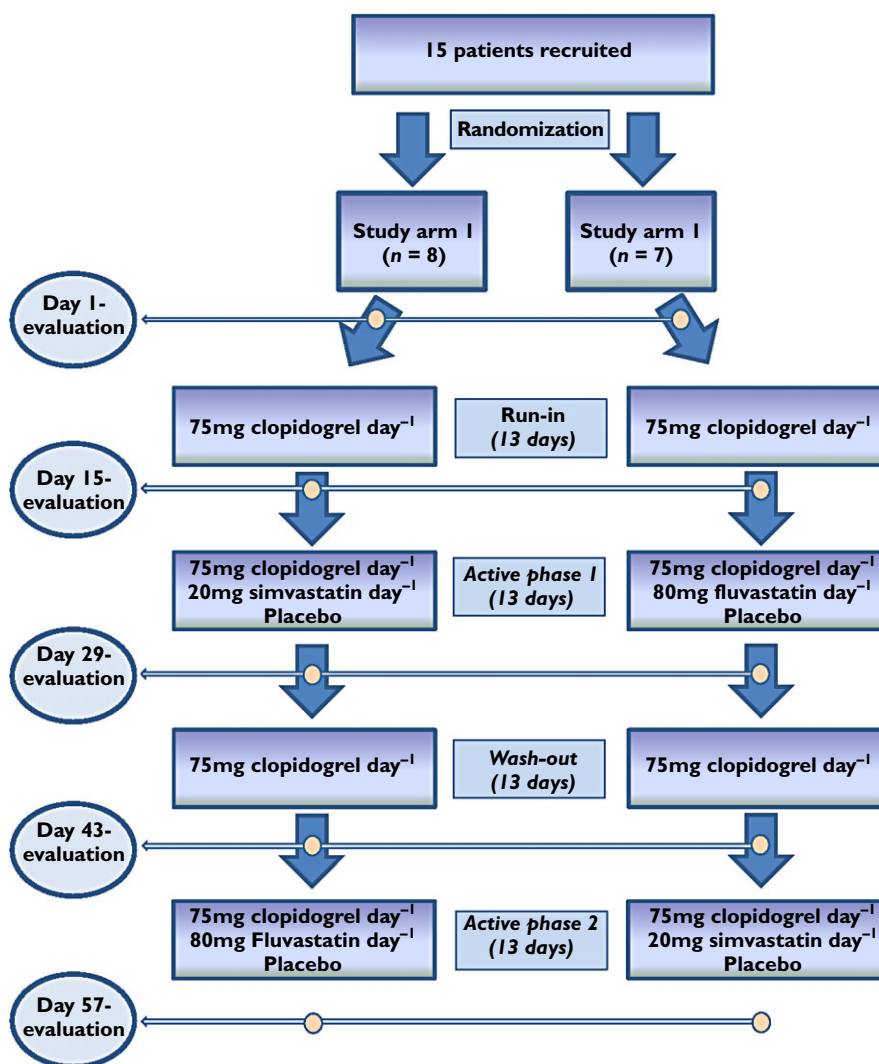 15 patients recruited
Randomization
Study arm 1
(n = 8)
Study arm 1
(n = 7)
Day 1-
evaluation
75mg clopidogrel day⁻¹
Run-in
(13 days)
75mg clopidogrel day⁻¹
Day 15-
evaluation
75mg clopidogrel day⁻¹
20mg simvastatin day⁻¹
Placebo
Active phase 1
(13 days)
75mg clopidogrel day⁻¹
80mg fluvastatin day⁻¹
Placebo
Day 29-
evaluation
75mg clopidogrel day⁻¹
Wash-out
(13 days)
75mg clopidogrel day⁻¹
Day 43-
evaluation
75mg clopidogrel day⁻¹
80mg Fluvastatin day⁻¹
Placebo
Active phase 2
(13 days)
75mg clopidogrel day⁻¹
20mg simvastatin day⁻¹
Placebo
Day 57-
evaluation